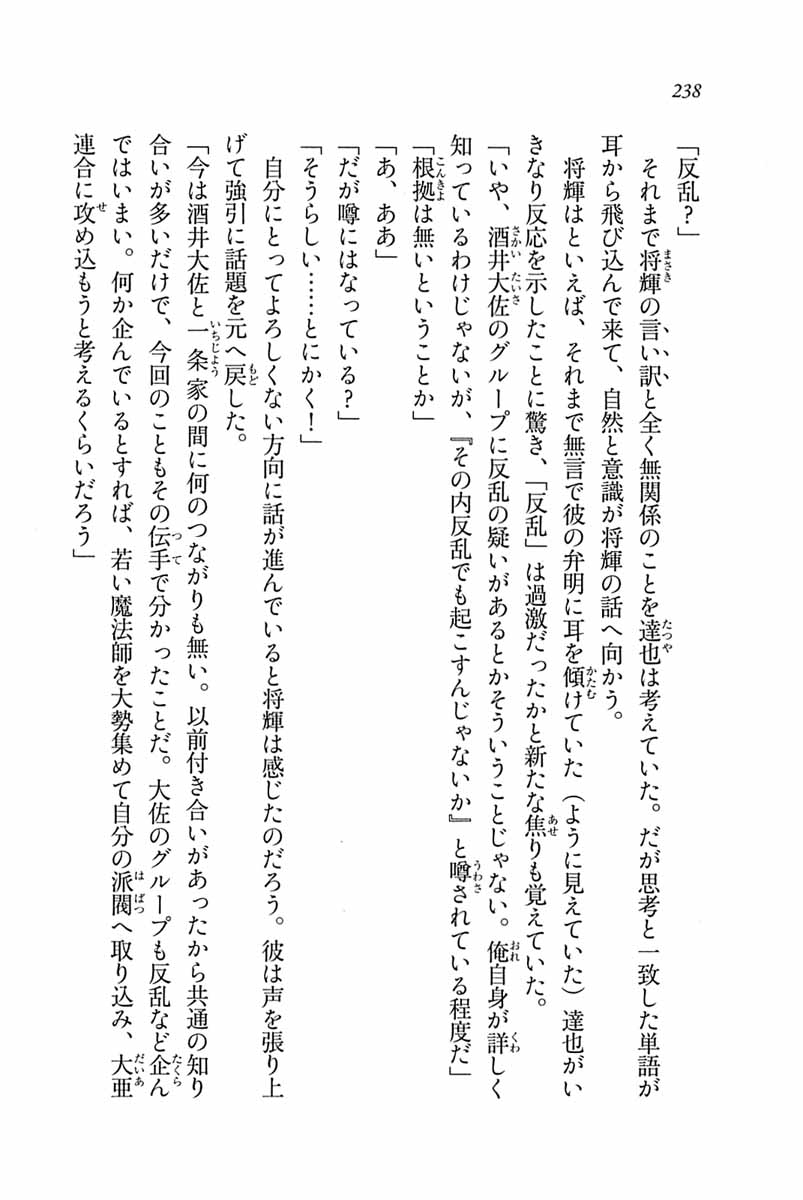 238
「反乱？」
　それまで将輝の言い訳と全く無関係のことを達也は考えていた。だが思考と一致した単語が
耳から飛び込んで来て、自然と意識が将輝の話へ向かう。
　将輝はといえば、それまで無言で彼の弁明に耳を傾けていた（ように見えていた）達也がい
きなり反応を示したことに驚き、「反乱」は過激だったかと新たな焦りも覚えていた。
「いや、酒井大佐のグループに反乱の疑いがあるとかそういうことじゃない。俺自身が詳しく
知っているわけじゃないが、『その内反乱でも起こすんじゃないか』と噂されている程度だ」
「根拠は無いということか」
「あ、ああ」
「だが噂にはなっている？」
「そうらしい……とにかく！」
　自分にとってよろしくない方向に話が進んでいると将輝は感じたのだろう。彼は声を張り上
げて強引に話題を元へ戻した。
「今は酒井大佐と一条家の間に何のつながりも無い。以前付き合いがあったから共通の知り
合いが多いだけで、今回のこともその伝手で分かったことだ。大佐のグループも反乱など企ん
ではいまい。何か企んでいるとすれば、若い魔法師を大勢集めて自分の派閥へ取り込み、大亜
連合に攻め込もうと考えるくらいだろう」